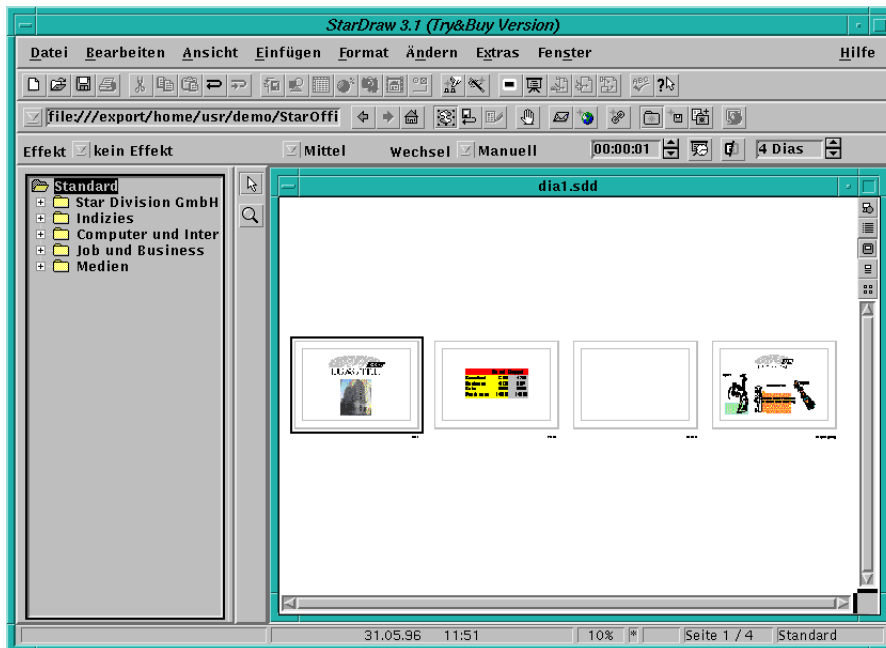 StarDraw 3.1 (Try&Buy Version)
Datei Bearbeiten Ansicht Einfügen Format Ändern Extras Fenster Hilfe
file:///export/home/usr/demo/StarOffi
Effekt kein Effekt Mittel Wechsel Manuell 00:00:01 4 Dias
Standard
Star Division GmbH
Indizies
Computer und Inter
Job und Business
Medien
dia1.sdd
31.05.96 11:51 10% * Seite 1 / 4 Standard